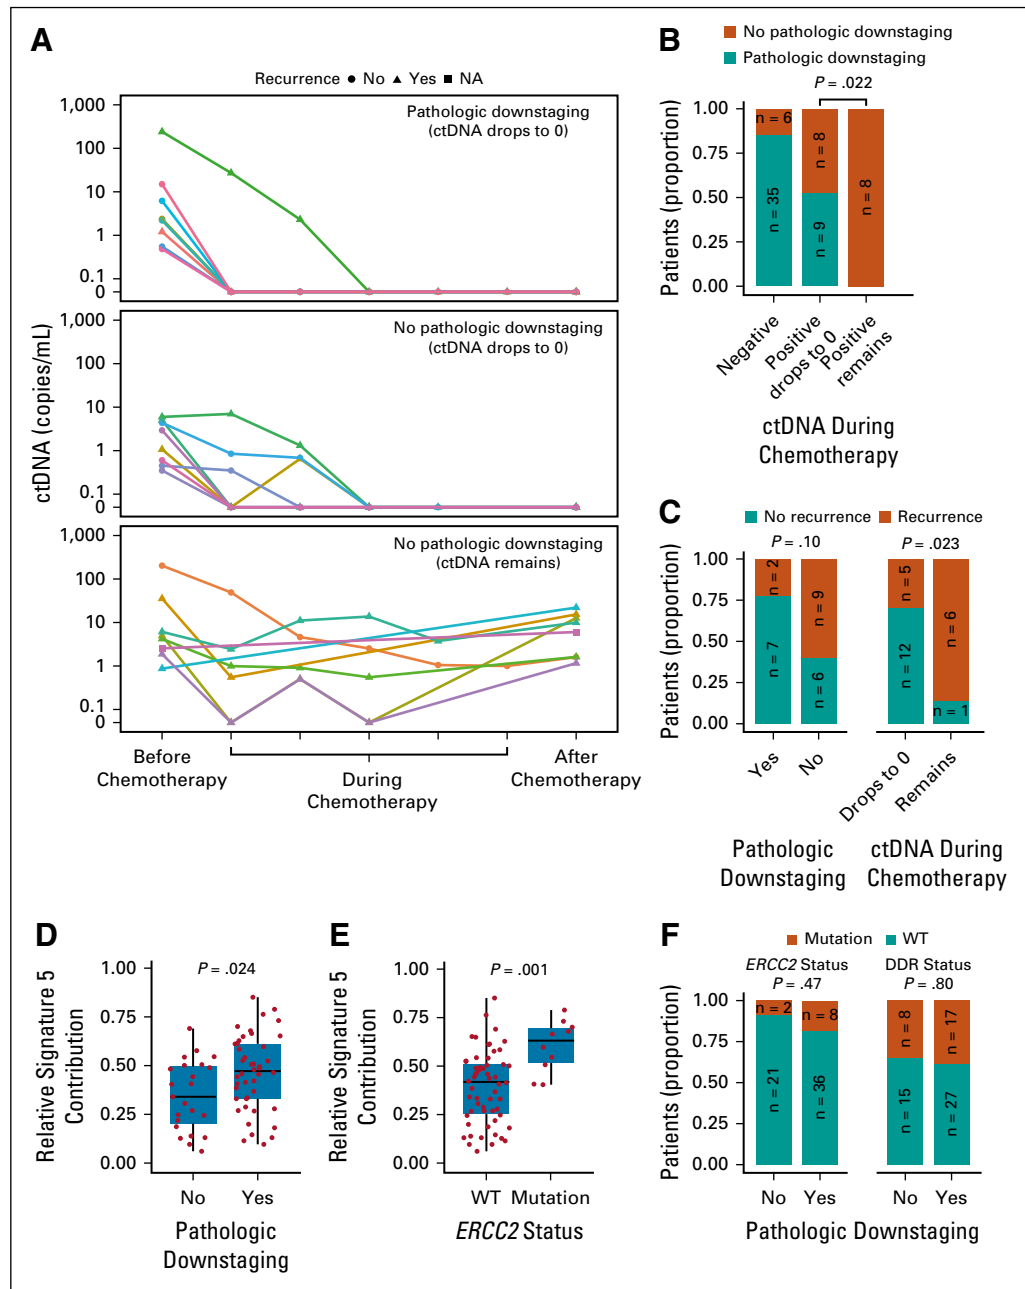 A
Recurrence ● No ▲ Yes ■ NA
ctDNA (copies/mL)
Pathologic downstaging
(ctDNA drops to 0)
1,000
100
10
1
0.1
0
No pathologic downstaging
(ctDNA drops to 0)
1,000
100
10
1
0.1
0
No pathologic downstaging
(ctDNA remains)
1,000
100
10
1
0.1
0
Before
Chemotherapy
During
Chemotherapy
After
Chemotherapy
B
No pathologic downstaging
Pathologic downstaging
P = .022
Patients (proportion)
1.00
0.75
0.50
0.25
0.00
n = 6
n = 35
n = 8
n = 9
n = 8
Negative
Positive
drops to 0
Positive
remains
ctDNA During
Chemotherapy
C
No recurrence
Recurrence
P = .10
P = .023
Patients (proportion)
1.00
0.75
0.50
0.25
0.00
n = 2
n = 7
n = 9
n = 6
n = 5
n = 12
n = 6
n = 1
Yes
No
Drops to 0
Remains
Pathologic
Downstaging
ctDNA During
Chemotherapy
D
P = .024
Relative Signature 5
Contribution
1.00
0.75
0.50
0.25
0.00
No
Yes
Pathologic
Downstaging
E
P = .001
Relative Signature 5
Contribution
1.00
0.75
0.50
0.25
0.00
WT
Mutation
ERCC2 Status
F
Mutation
WT
ERCC2 Status
P = .47
DDR Status
P = .80
Patients (proportion)
1.00
0.75
0.50
0.25
0.00
n = 2
n = 21
n = 8
n = 36
n = 8
n = 15
n = 17
n = 27
No
Yes
No
Yes
Pathologic Downstaging